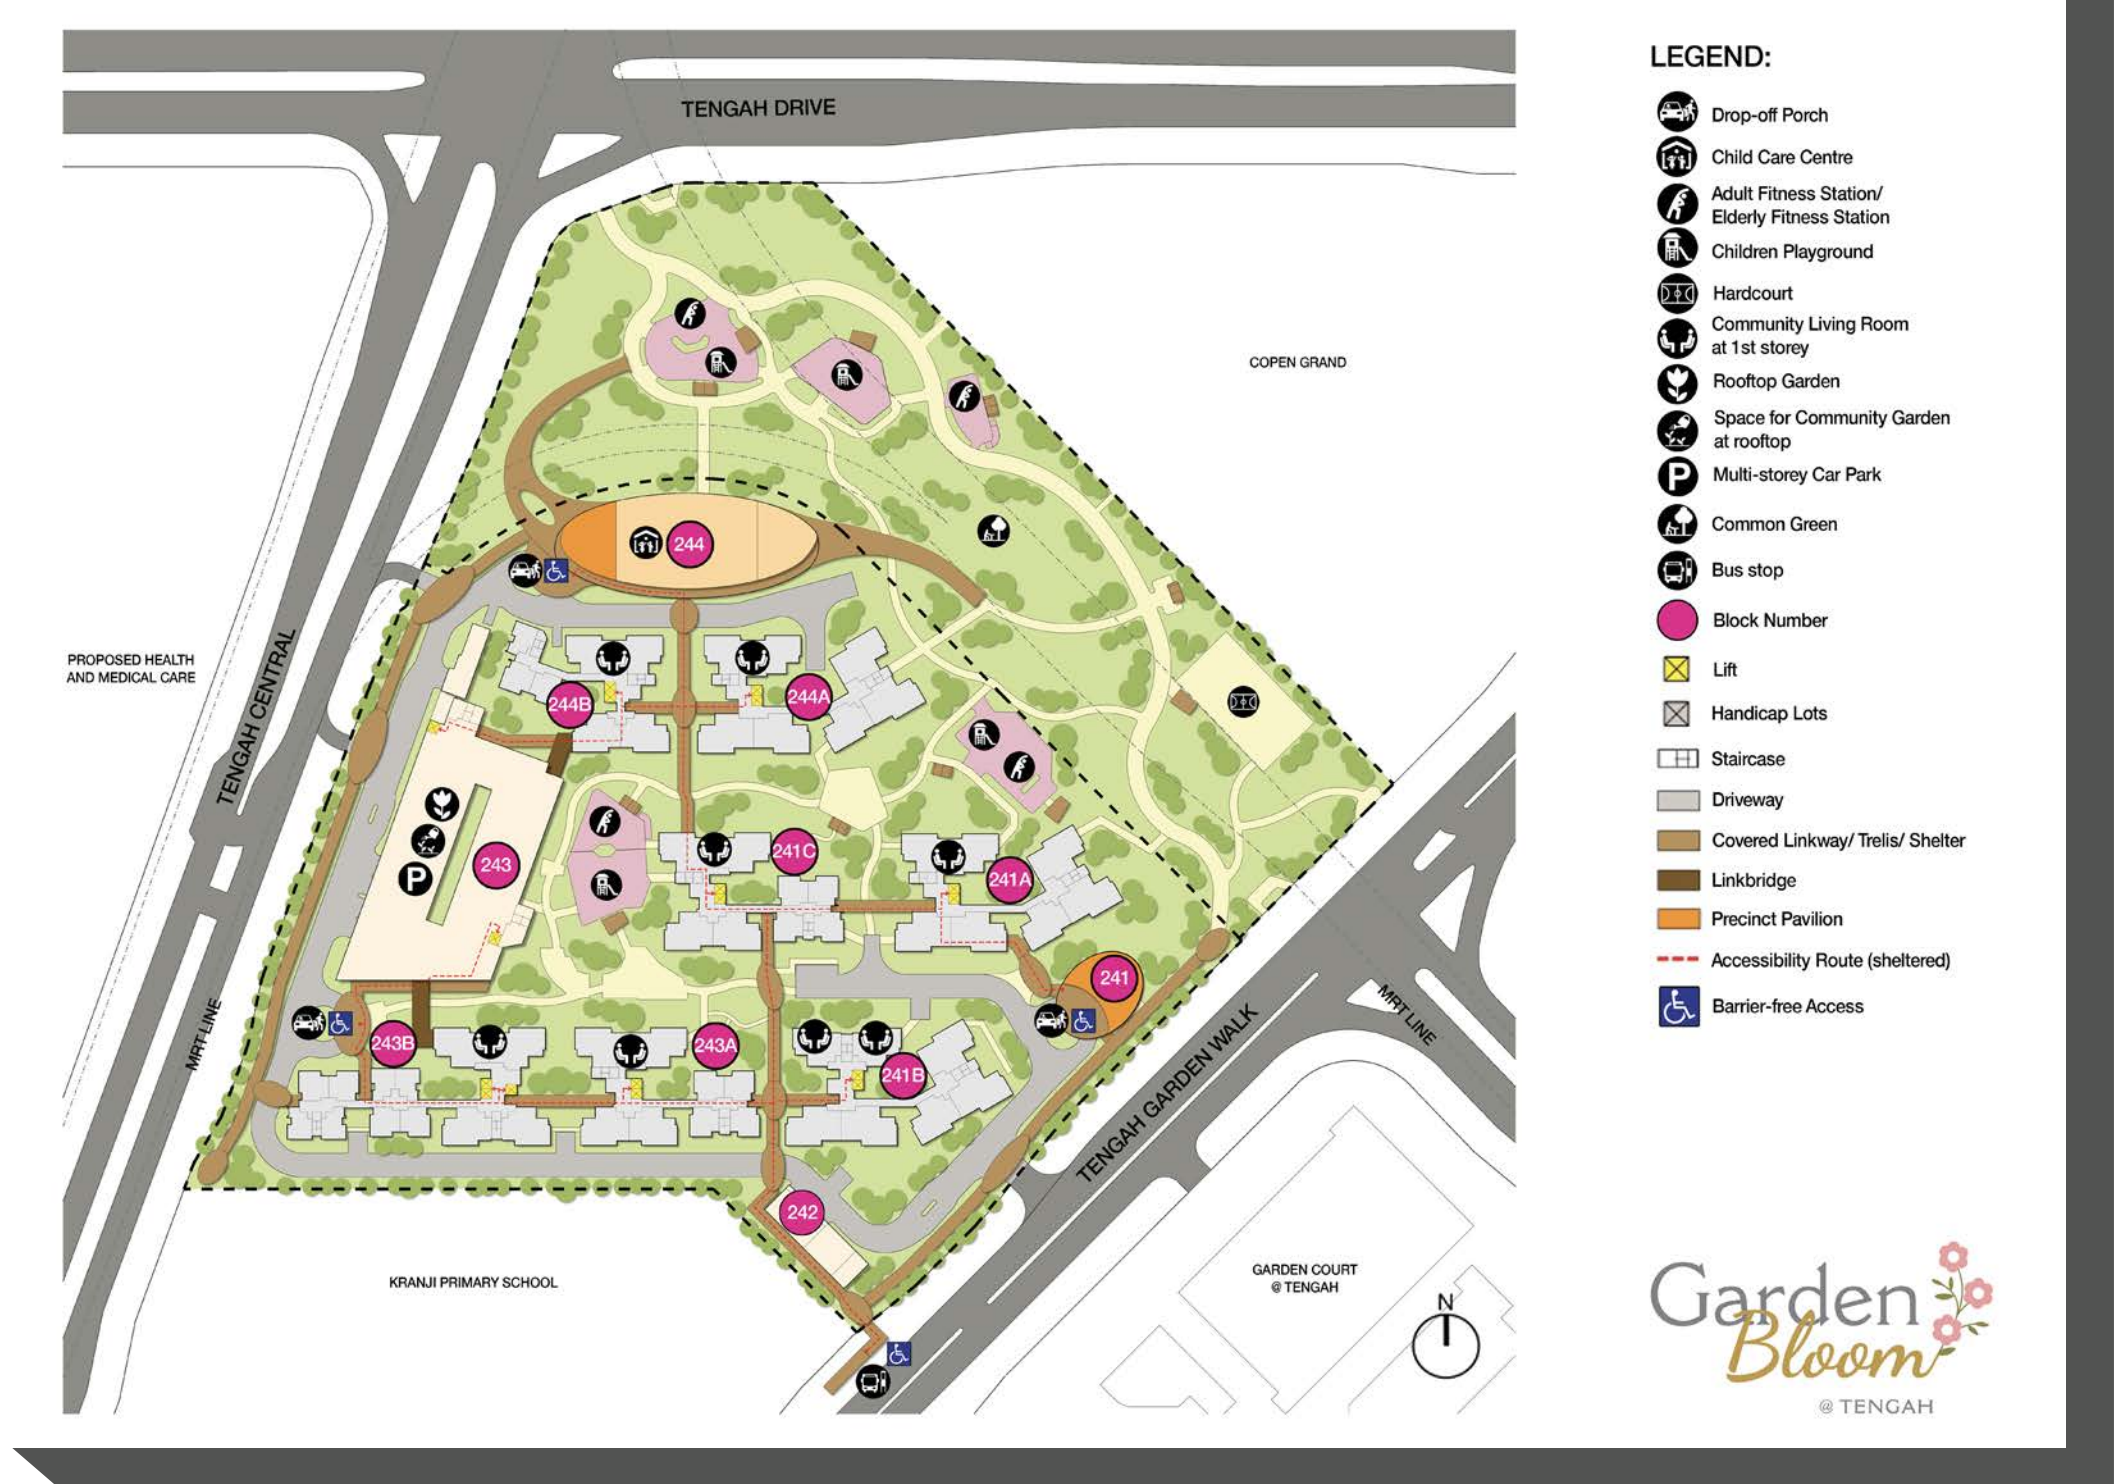 TENGAH DRIVE
COPEN GRAND
PROPOSED HEALTH
AND MEDICAL CARE
TENGAH CENTRAL
MRT LINE
244
244B
244A
243
241C
241A
241
243B
243A
241B
242
P
TENGAH GARDEN WALK
MRT LINE
KRANJI PRIMARY SCHOOL
GARDEN COURT
@ TENGAH
N
LEGEND:
Drop-off Porch
Child Care Centre
Adult Fitness Station/
Elderly Fitness Station
Children Playground
Hardcourt
Community Living Room
at 1st storey
Rooftop Garden
Space for Community Garden
at rooftop
P Multi-storey Car Park
Common Green
Bus stop
Block Number
Lift
Handicap Lots
Staircase
Driveway
Covered Linkway/ Trelis/ Shelter
Linkbridge
Precinct Pavilion
Accessibility Route (sheltered)
Barrier-free Access
Garden
Bloom
@ TENGAH